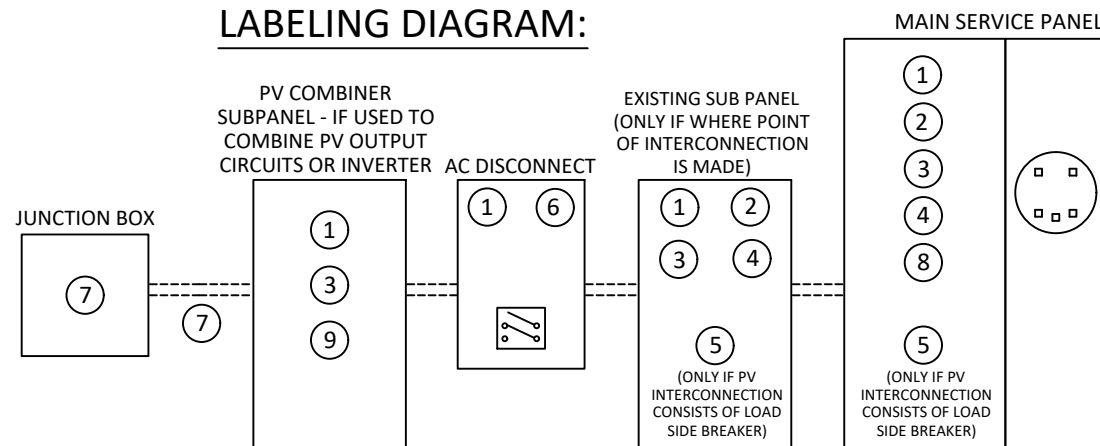 LABELING DIAGRAM:
MAIN SERVICE PANEL
PV COMBINER
SUBPANEL - IF USED TO
COMBINE PV OUTPUT
CIRCUITS OR INVERTER
AC DISCONNECT
EXISTING SUB PANEL
(ONLY IF WHERE POINT
OF INTERCONNECTION
IS MADE)
JUNCTION BOX
7
7
1
3
9
1 6
1 2
3 4
5
(ONLY IF PV
INTERCONNECTION
CONSISTS OF LOAD
SIDE BREAKER)
1
2
3
4
8
5
(ONLY IF PV
INTERCONNECTION
CONSISTS OF LOAD
SIDE BREAKER)